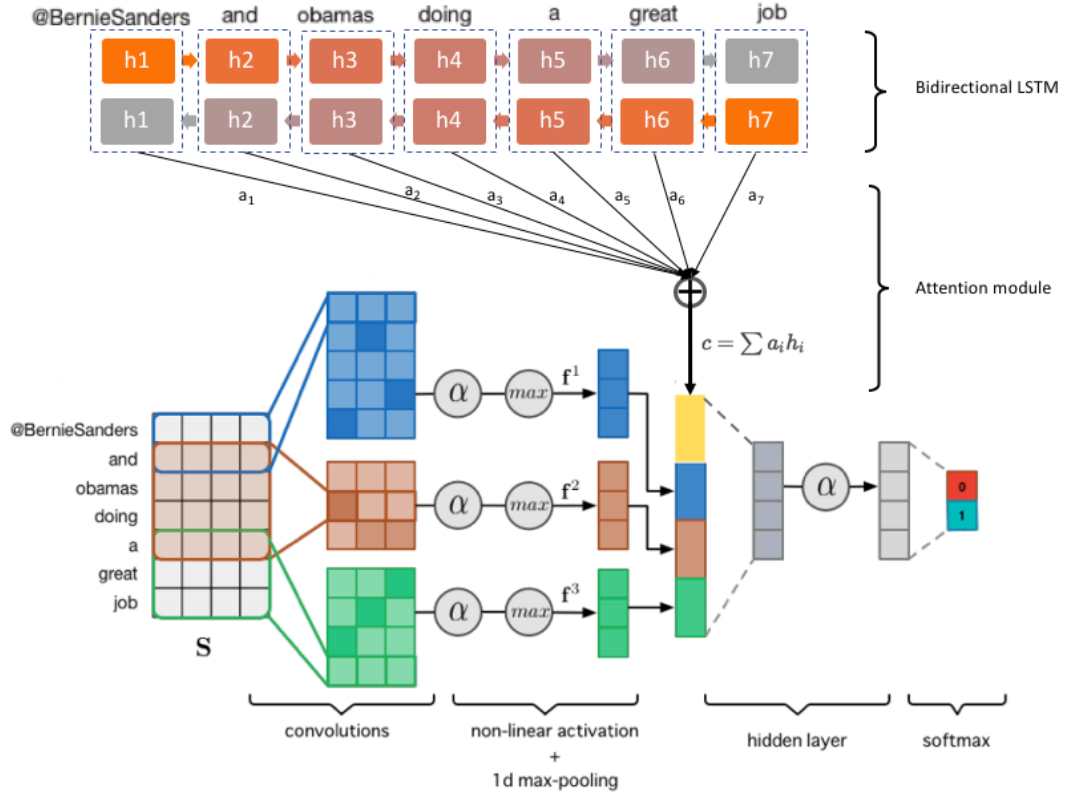 @BernieSanders and obamas doing a great job
h1 h2 h3 h4 h5 h6 h7
h1 h2 h3 h4 h5 h6 h7
Bidirectional LSTM
a₁ a₂ a₃ a₄ a₅ a₆ a₇
Attention module
c = ∑ aᵢhᵢ
α max f¹
@BernieSanders
and
obamas
doing
a
great
job
S
α max f²
α max f³
α
0
1
convolutions
non-linear activation
+
1d max-pooling
hidden layer
softmax